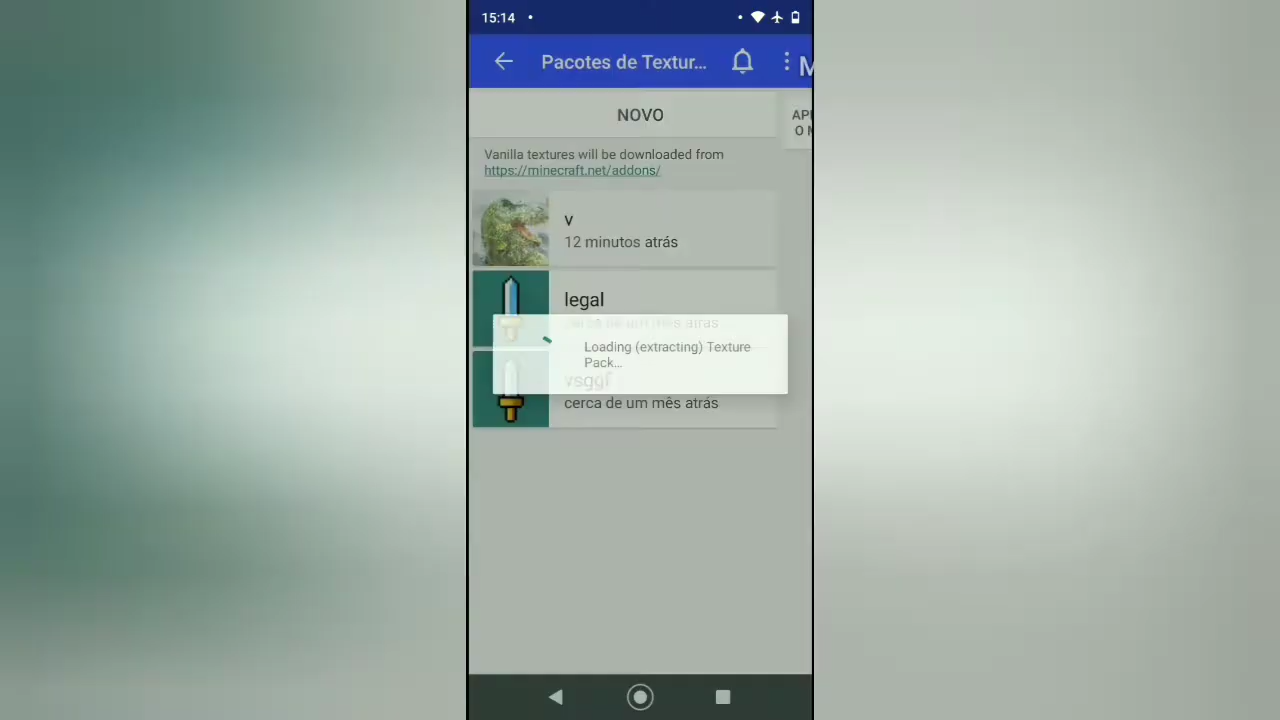 15:14
Pacotes de Textur...
M
NOVO
API
O M
Vanilla textures will be downloaded from
https://minecraft.net/addons/
v
12 minutos atrás
legal
cerca de um mês atrás
Loading (extracting) Texture
Pack...
vsggf
cerca de um mês atrás